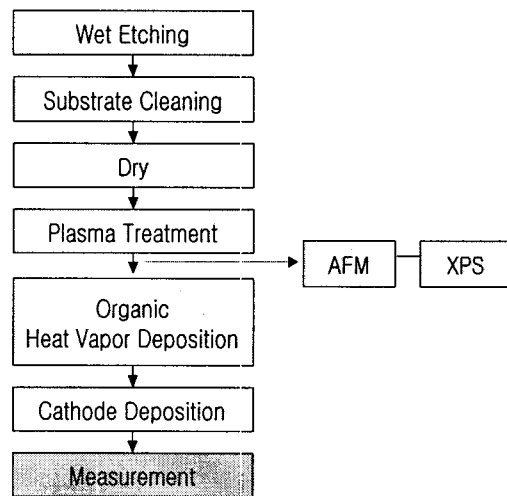 Wet Etching
Substrate Cleaning
Dry
Plasma Treatment
AFM
XPS
Organic
Heat Vapor Deposition
Cathode Deposition
Measurement